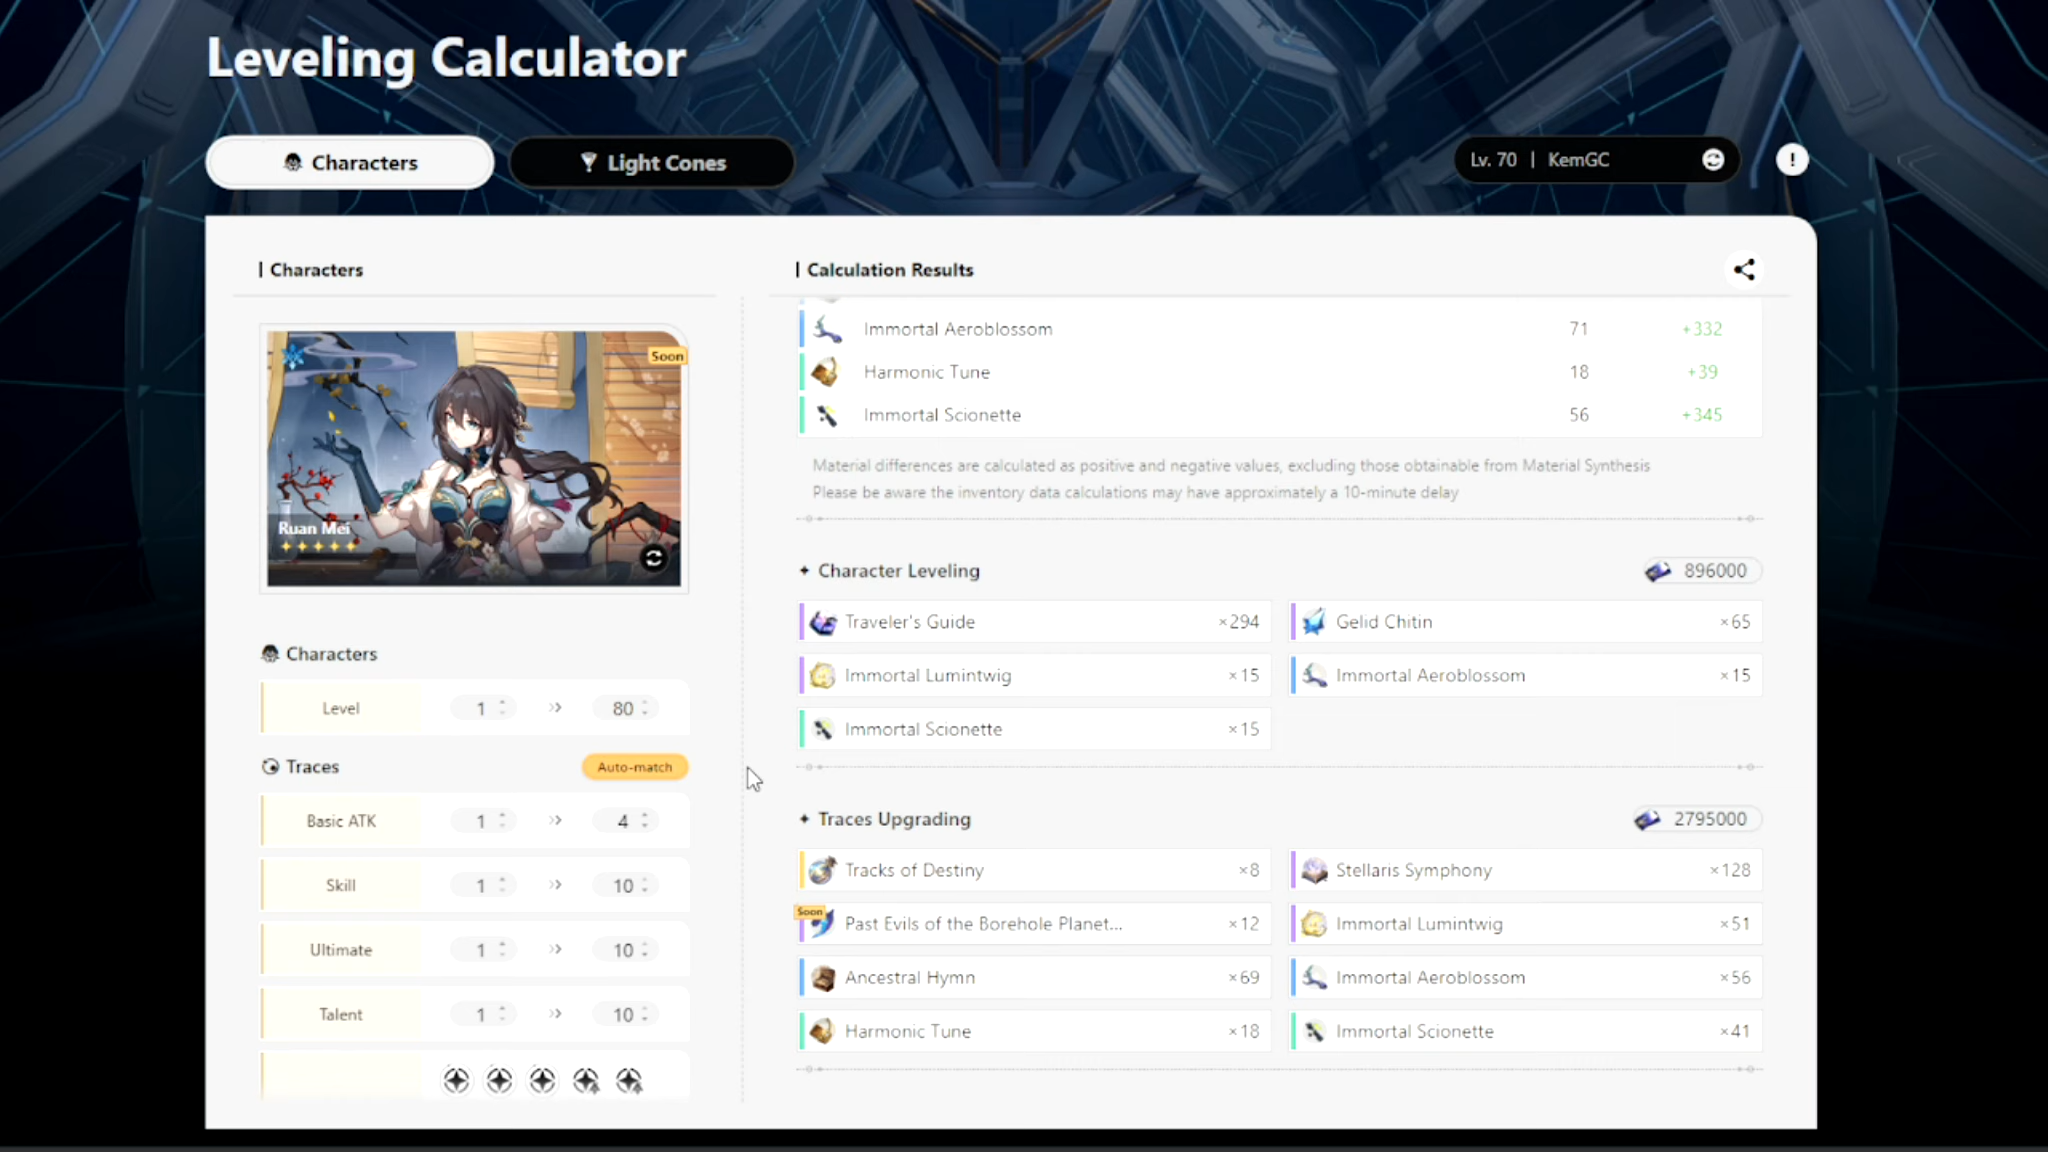 Leveling Calculator
Characters
Light Cones
Lv. 70 | KemGC
!
Characters
Soon
Ruan Mei
Characters
Level 1 >> 80
Traces Auto-match
Basic ATK 1 >> 4
Skill 1 >> 10
Ultimate 1 >> 10
Talent 1 >> 10
Calculation Results
Immortal Aeroblossom 71 +332
Harmonic Tune 18 +39
Immortal Scionette 56 +345
Material differences are calculated as positive and negative values, excluding those obtainable from Material Synthesis
Please be aware the inventory data calculations may have approximately a 10-minute delay
Character Leveling 896000
Traveler's Guide ×294
Gelid Chitin ×65
Immortal Lumintwig ×15
Immortal Aeroblossom ×15
Immortal Scionette ×15
Traces Upgrading 2795000
Tracks of Destiny ×8
Stellaris Symphony ×128
Soon
Past Evils of the Borehole Planet... ×12
Immortal Lumintwig ×51
Ancestral Hymn ×69
Immortal Aeroblossom ×56
Harmonic Tune ×18
Immortal Scionette ×41